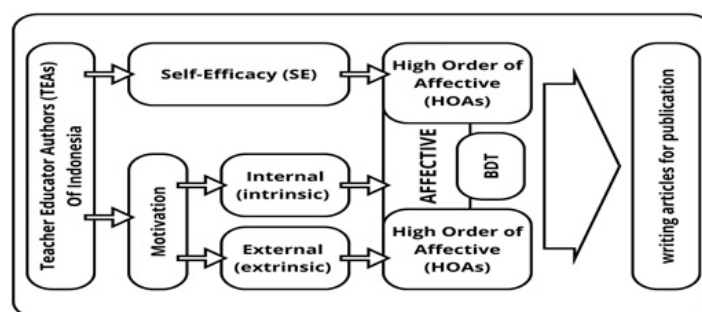 Teacher Educator Authors (TEAs)
Of Indonesia
Self-Efficacy (SE)
Motivation
Internal
(intrinsic)
External
(extrinsic)
High Order of
Affective
(HOAs)
AFFECTIVE
BDT
High Order of
Affective
(HOAs)
writing articles for publication